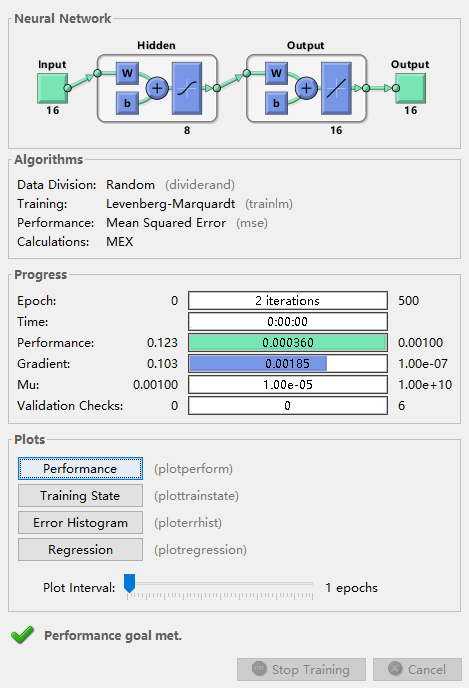 Neural Network
Hidden Output
Input Output
W b + W b +
16 16
8 16
Algorithms
Data Division: Random (dividerand)
Training: Levenberg-Marquardt (trainlm)
Performance: Mean Squared Error (mse)
Calculations: MEX
Progress
Epoch: 0 2 iterations 500
Time: 0:00:00
Performance: 0.123 0.000360 0.00100
Gradient: 0.103 0.00185 1.00e-07
Mu: 0.00100 1.00e-05 1.00e+10
Validation Checks: 0 0 6
Plots
Performance (plotperform)
Training State (plottrainstate)
Error Histogram (ploterrhist)
Regression (plotregression)
Plot Interval: 1 epochs
Performance goal met.
Stop Training Cancel